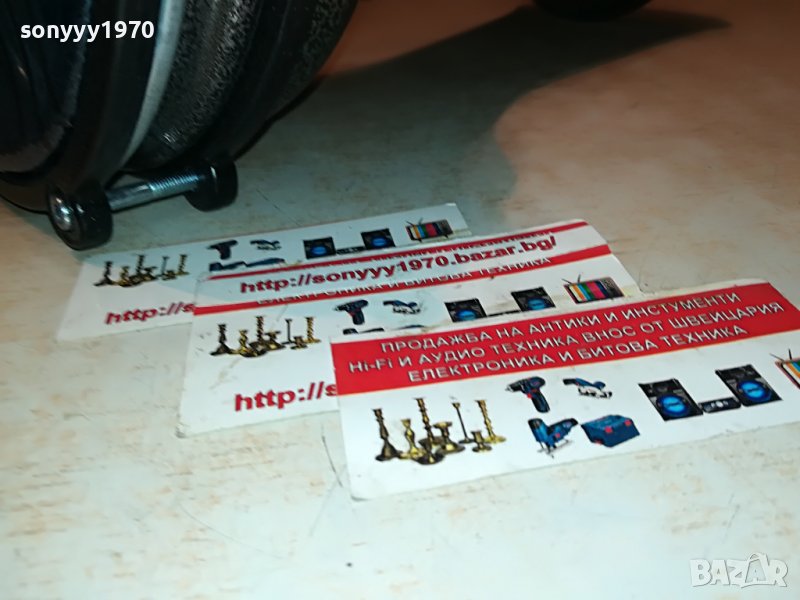 sonyyy1970
http://
http://sonyyy1970.bazar.bg/
ЕЛЕКТРОНИКА И БИТОВА ТЕХНИКА
http://s
ПРОДАЖБА НА АНТИКИ И ИНСТУМЕНТИ
Hi-Fi И АУДИО ТЕХНИКА ВНОС ОТ ШВЕЙЦАРИЯ
ЕЛЕКТРОНИКА И БИТОВА ТЕХНИКА
BAZAR